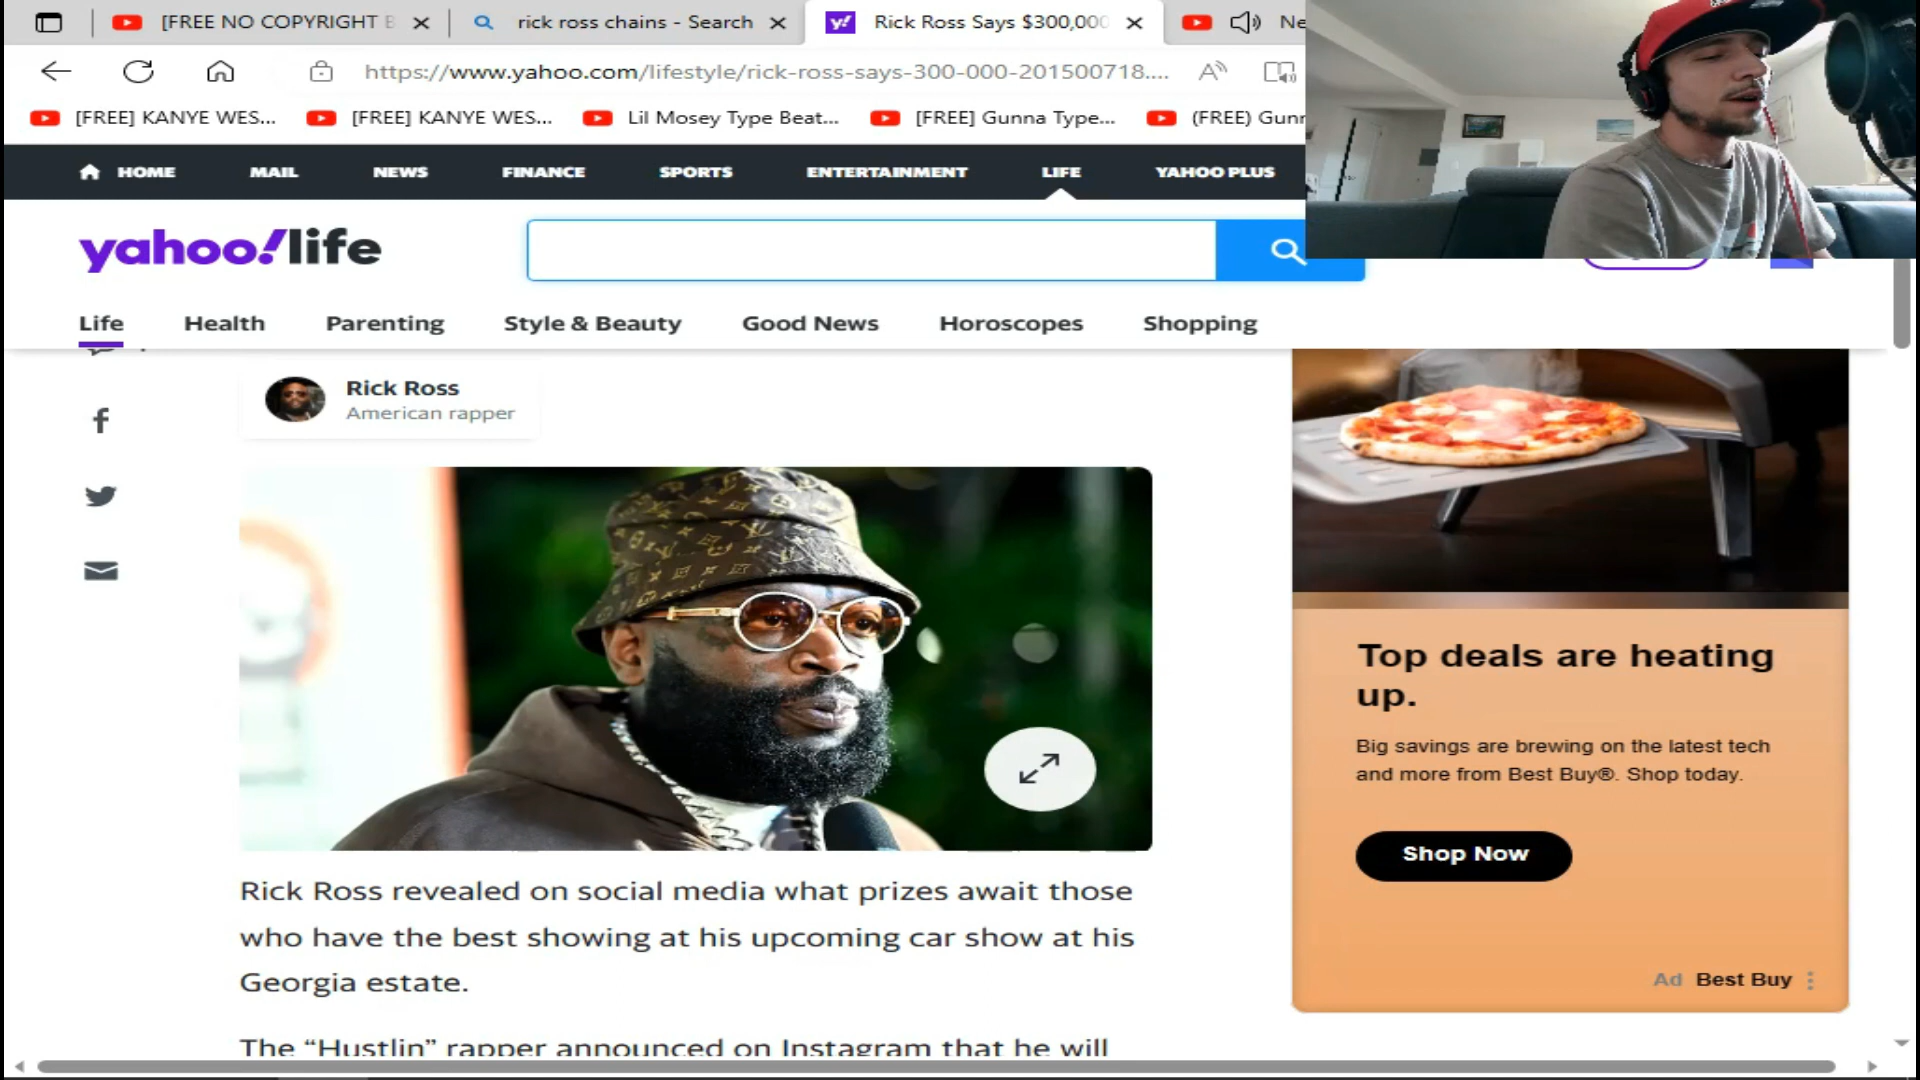 [FREE NO COPYRIGHT B
rick ross chains - Search
y! Rick Ross Says $300,000
Ne
https://www.yahoo.com/lifestyle/rick-ross-says-300-000-201500718....
[FREE] KANYE WES...
[FREE] KANYE WES...
Lil Mosey Type Beat...
[FREE] Gunna Type...
(FREE) Gunn
HOME
MAIL
NEWS
FINANCE
SPORTS
ENTERTAINMENT
LIFE
YAHOO PLUS
yahoo!life
Life
Health
Parenting
Style & Beauty
Good News
Horoscopes
Shopping
Rick Ross
American rapper
Rick Ross revealed on social media what prizes await those
who have the best showing at his upcoming car show at his
Georgia estate.
The “Hustlin” rapper announced on Instagram that he will
Top deals are heating
up.
Big savings are brewing on the latest tech
and more from Best Buy®. Shop today.
Shop Now
Ad Best Buy